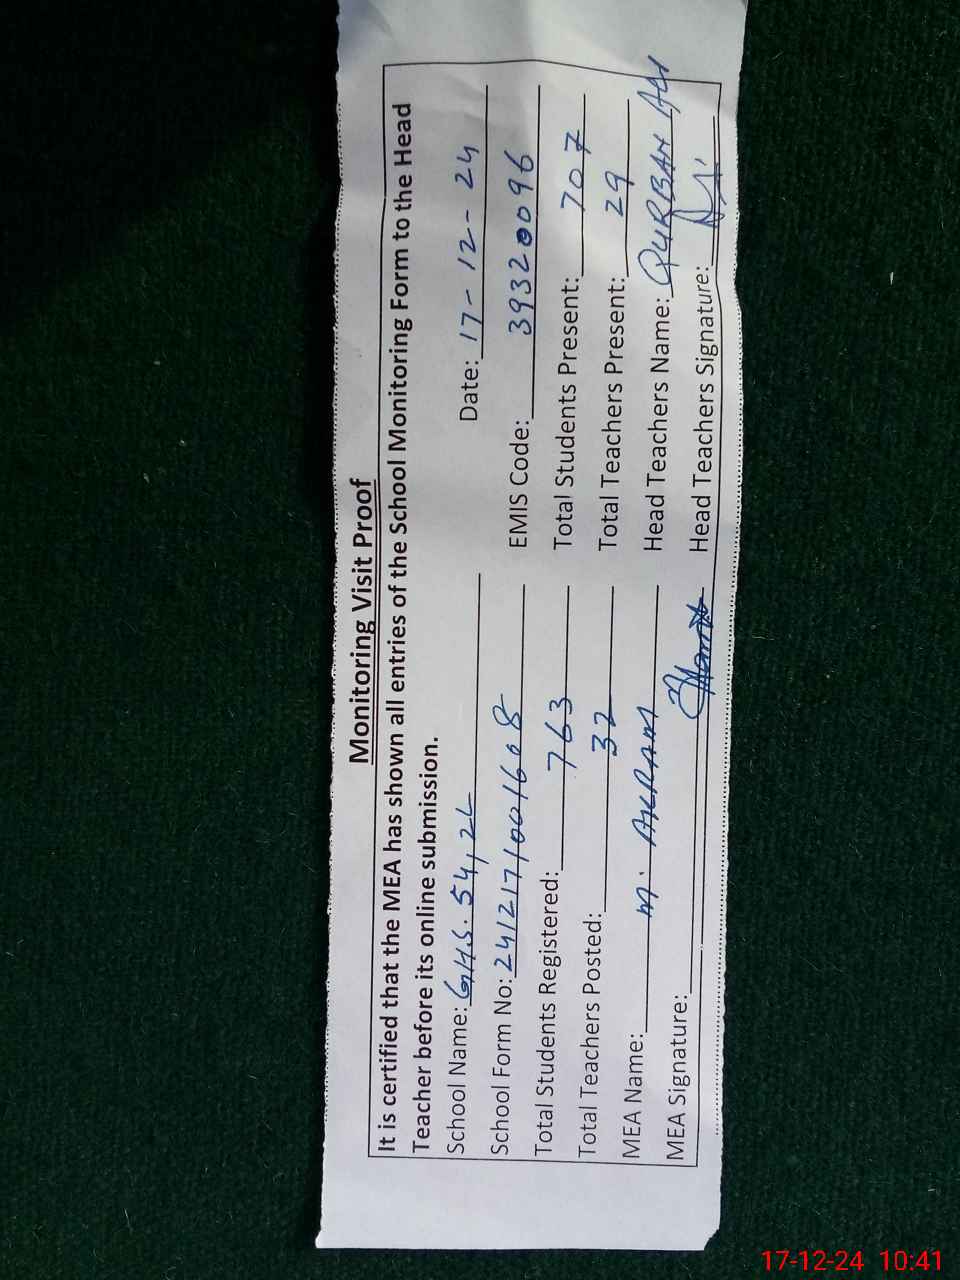 Monitoring Visit Proof
It is certified that the MEA has shown all entries of the School Monitoring Form to the Head
Teacher before its online submission.
School Name: GHS. 54, 2L Date: 17-12-24
School Form No: 2412171001608 EMIS Code: 39320096
Total Students Registered: 763 Total Students Present: 707
Total Teachers Posted: 32 Total Teachers Present: 29
MEA Name: M. AKRAM Head Teachers Name: QURBAN Ali
MEA Signature: Head Teachers Signature:
17-12-24 10:41